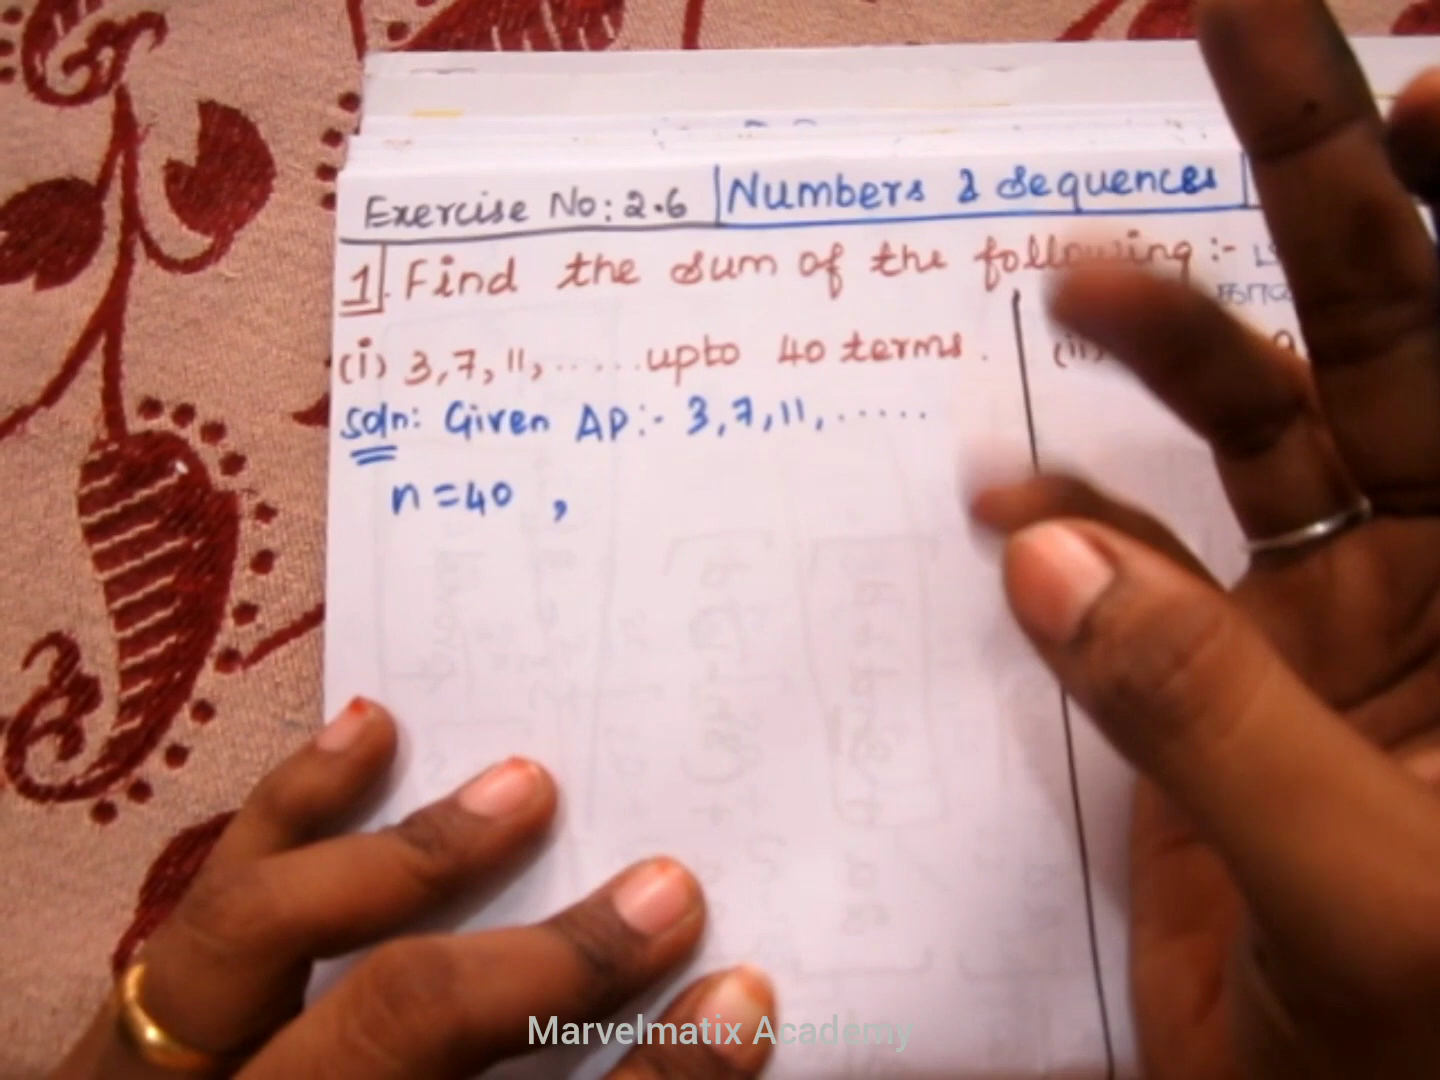 Exercise No: 2.6 Numbers & Sequences
1. Find the sum of the following :-
(i) 3, 7, 11, ..... upto 40 terms.
(ii)
Soln: Given AP:- 3, 7, 11, .....
n = 40 ,
Marvelmatix Academy